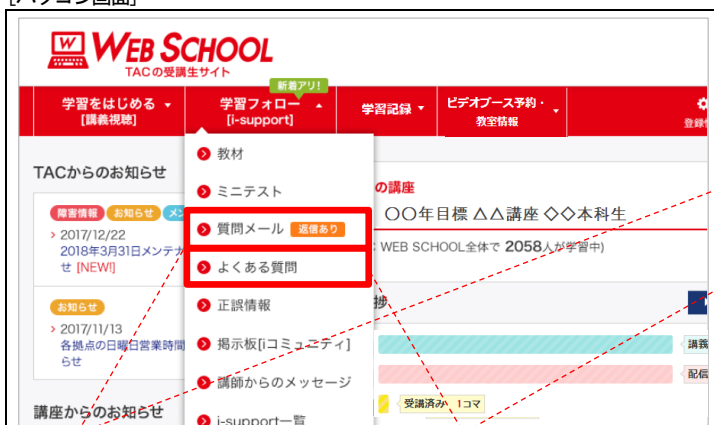 [パソコン画面]
W WEB SCHOOL
TACの受講生サイト
新着アリ!
学習をはじめる
[講義視聴]
学習フォロー
[i-support]
学習記録
ビデオブース予約・
教室情報
TACからのお知らせ
障害情報 お知らせ
2017/12/22
2018年3月31日メンテナ
せ [NEW!]
お知らせ
2017/11/13
各拠点の日曜日営業時間
らせ
講座からのお知らせ
教材
ミニテスト
質問メール 返信あり
よくある質問
正誤情報
掲示板[iコミュニティ]
講師からのメッセージ
i-support一覧
の講座
〇〇年目標 △△講座 ◇◇本科生
WEB SCHOOL全体で 2058人が学習中)
捗
講義
配信
受講済み 1コマ